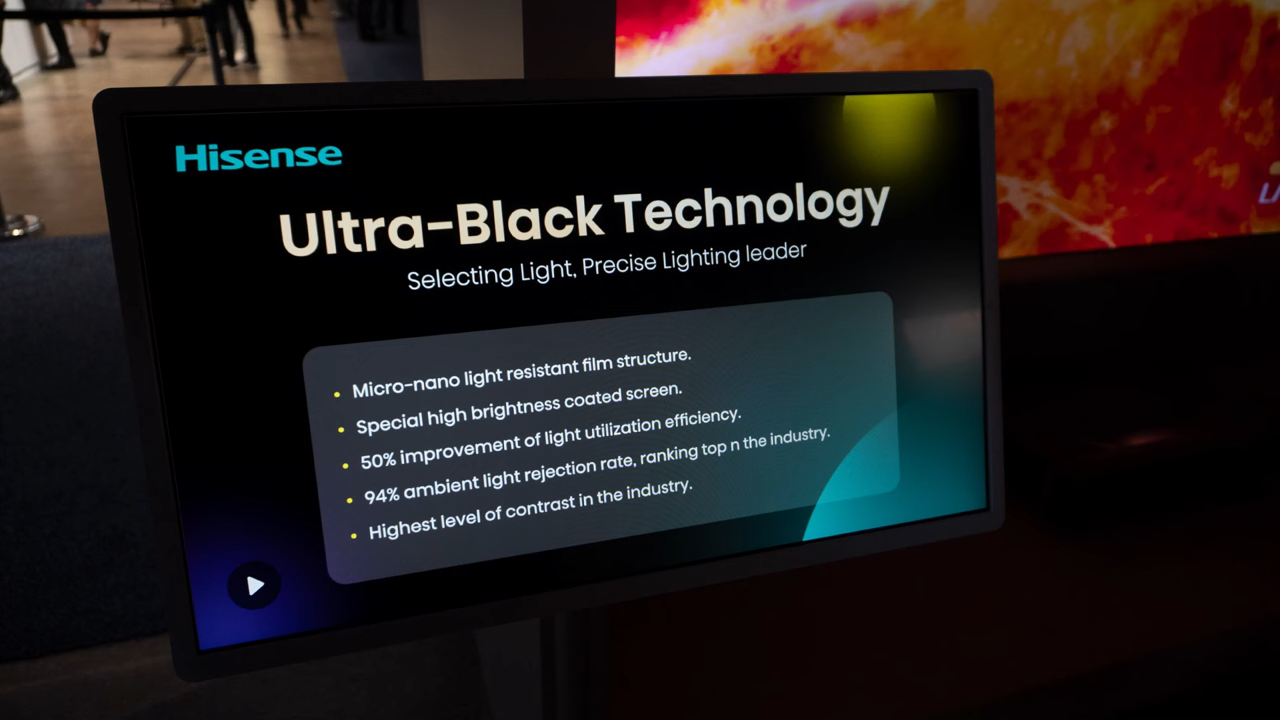 Hisense
Ultra-Black Technology
Selecting Light, Precise Lighting leader
• Micro-nano light resistant film structure.
• Special high brightness coated screen.
• 50% improvement of light utilization efficiency.
• 94% ambient light rejection rate, ranking top n the industry.
• Highest level of contrast in the industry.